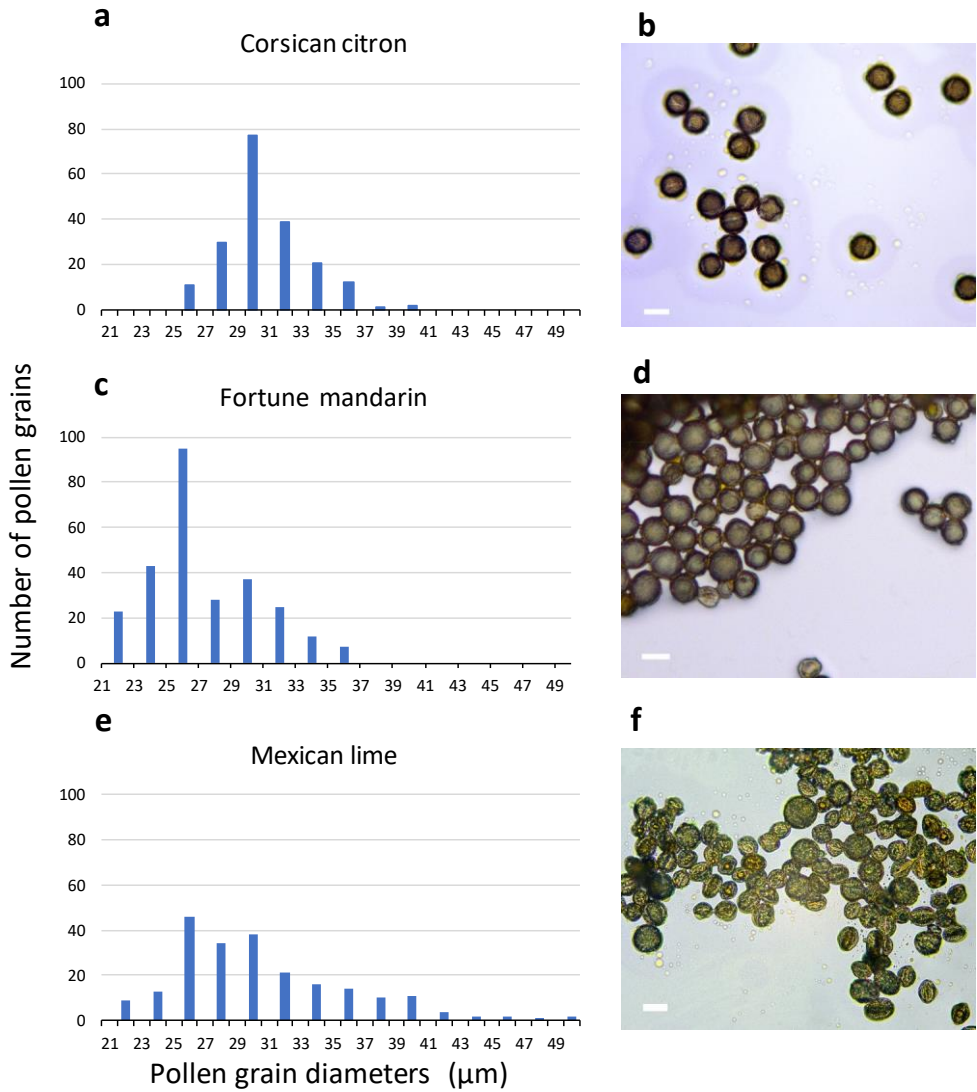 a
Corsican citron
100
80
60
40
20
0
21 23 25 27 29 31 33 35 37 39 41 43 45 47 49
b
c
Fortune mandarin
100
80
60
40
20
0
21 23 25 27 29 31 33 35 37 39 41 43 45 47 49
d
Number of pollen grains
e
Mexican lime
100
80
60
40
20
0
21 23 25 27 29 31 33 35 37 39 41 43 45 47 49
f
Pollen grain diameters (μm)